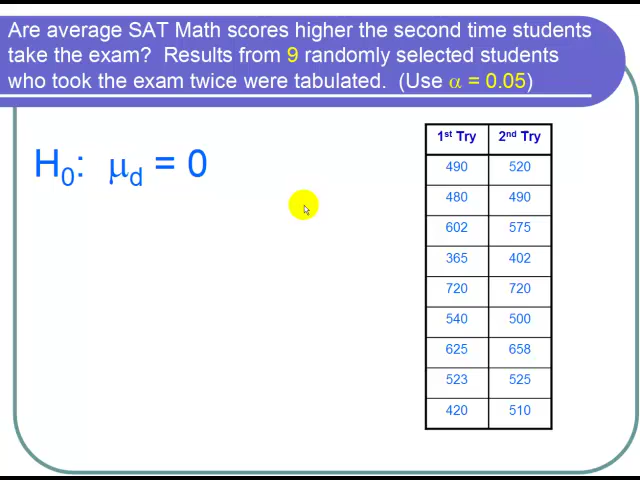 Are average SAT Math scores higher the second time students
take the exam? Results from 9 randomly selected students
who took the exam twice were tabulated. (Use α = 0.05)
H₀: μd = 0
1st Try 2nd Try
490 520
480 490
602 575
365 402
720 720
540 500
625 658
523 525
420 510